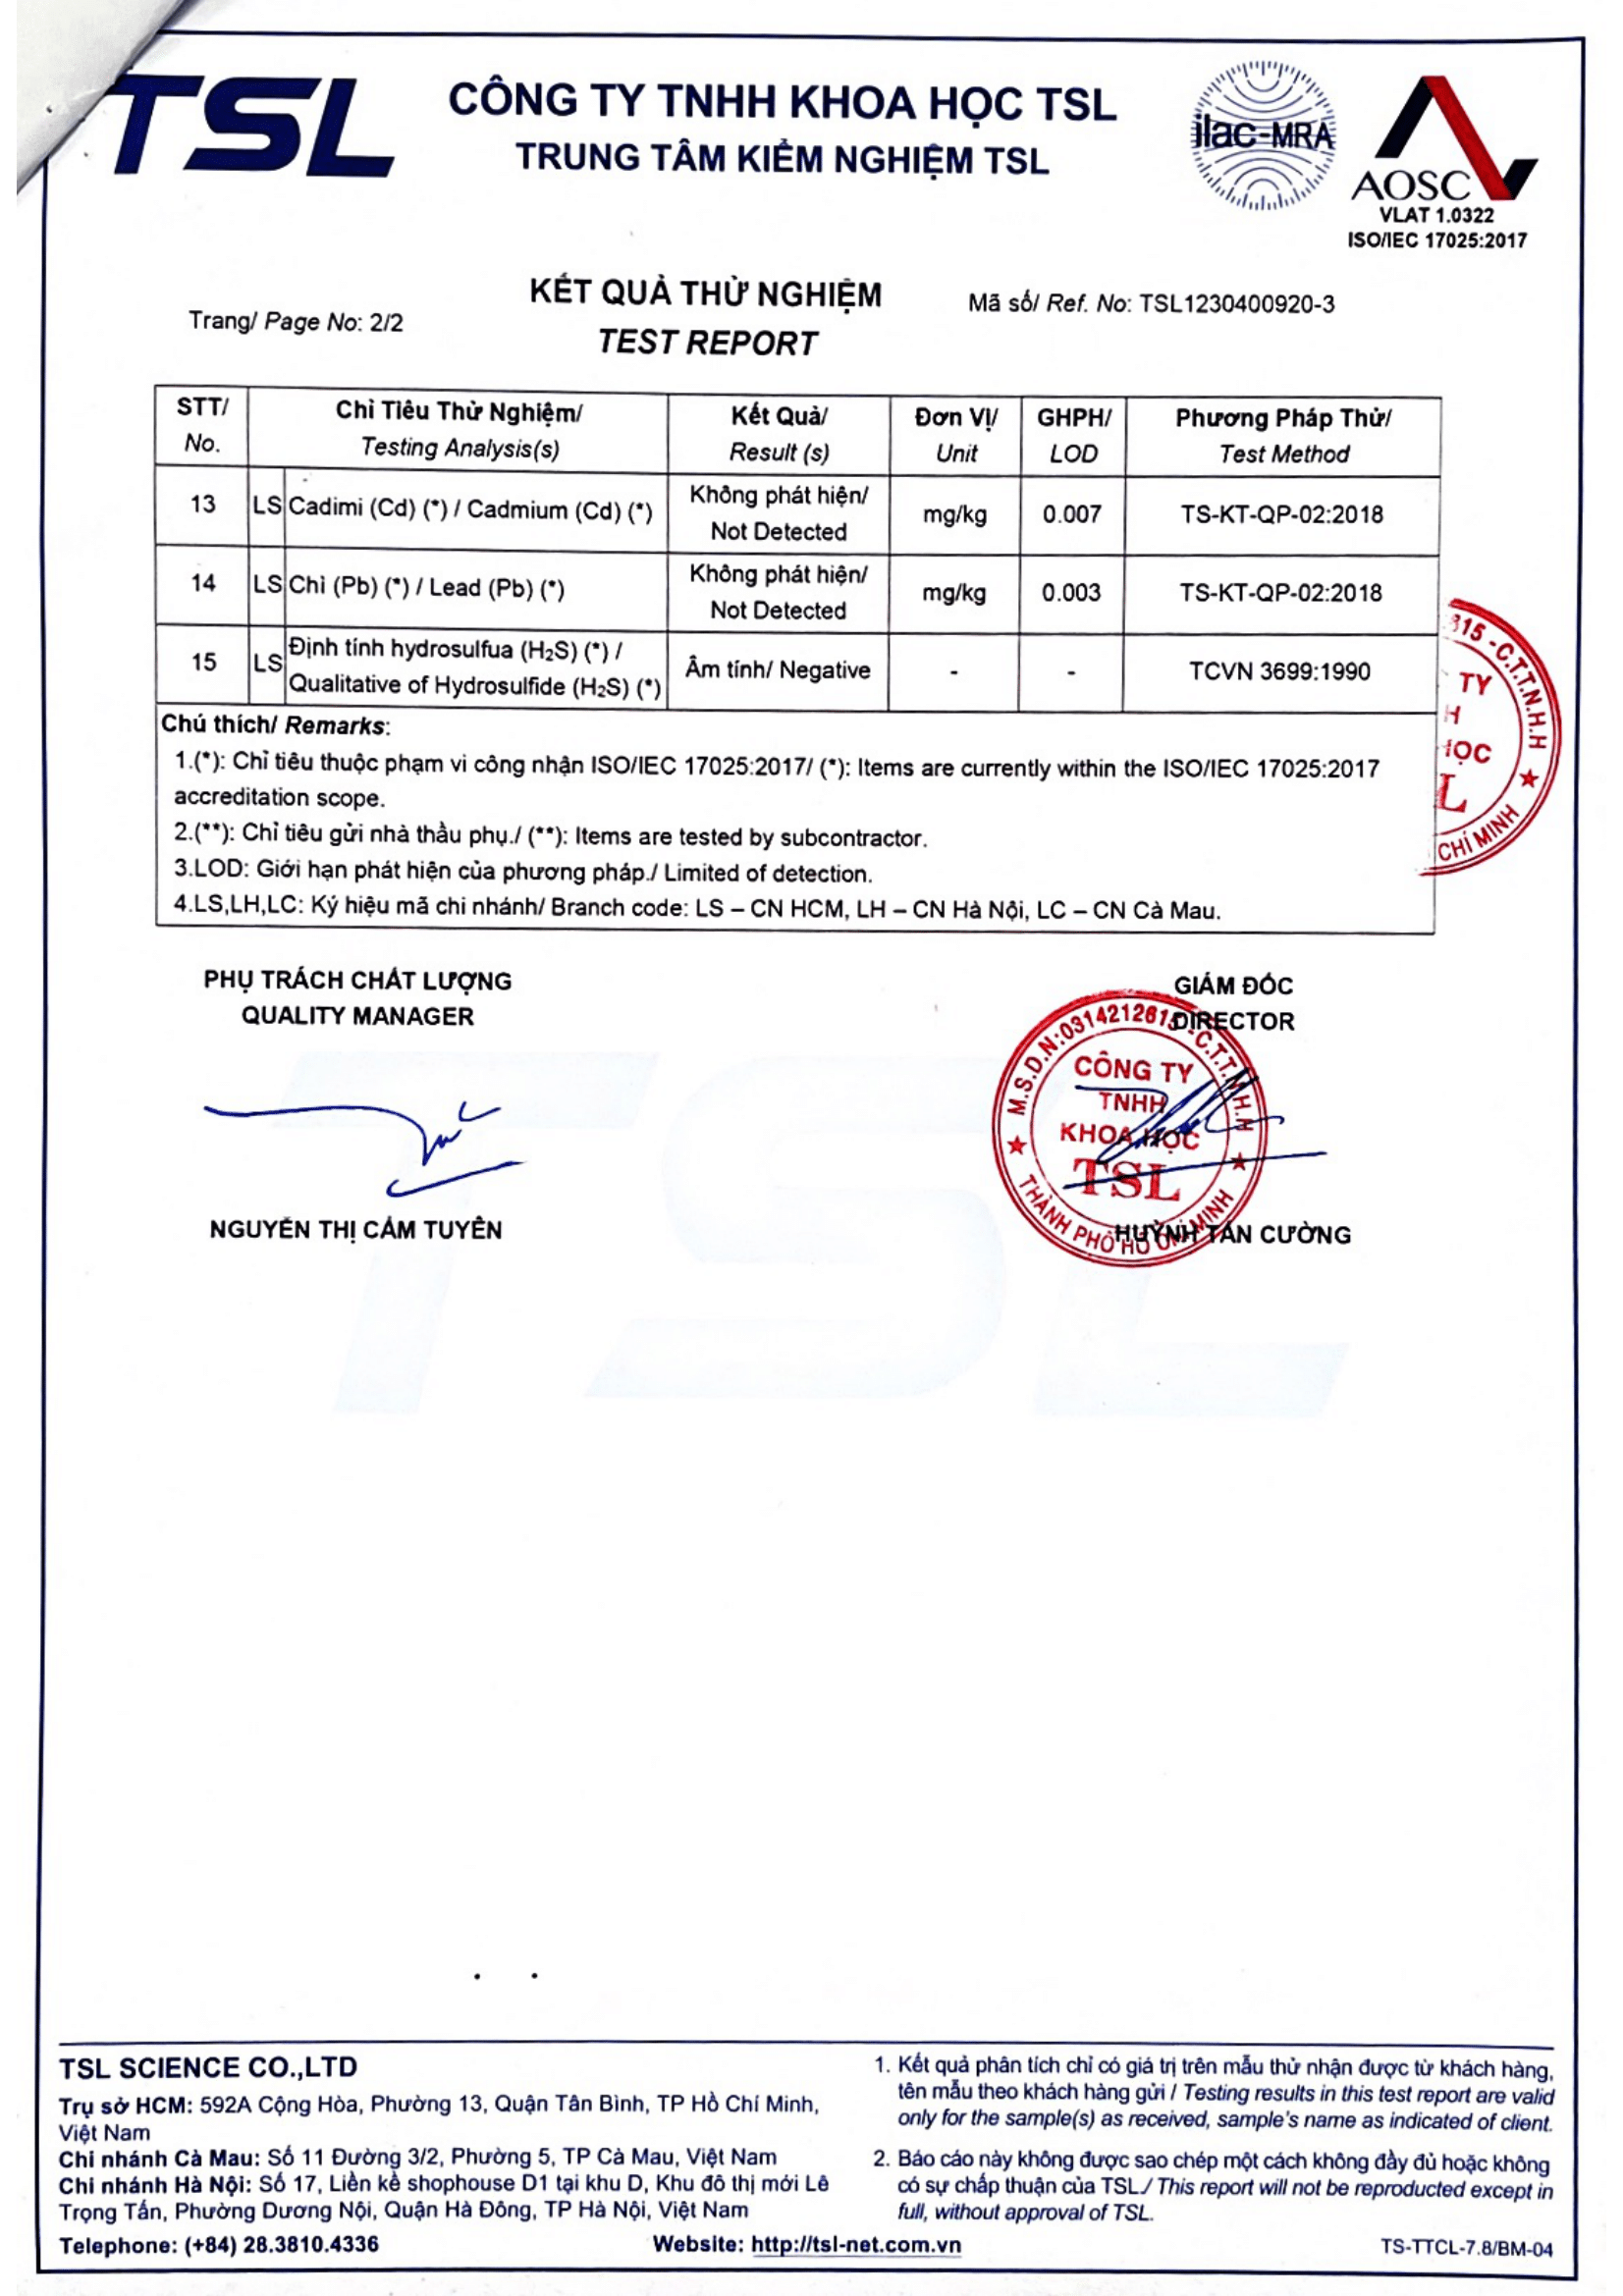 TSL
CÔNG TY TNHH KHOA HỌC TSL
TRUNG TÂM KIỂM NGHIỆM TSL
ilac-MRA
AOSC
VLAT 1.0322
ISO/IEC 17025:2017
KẾT QUẢ THỬ NGHIỆM
TEST REPORT
Trang/ Page No: 2/2
Mã số/ Ref. No: TSL1230400920-3
STT/ No. Chỉ Tiêu Thử Nghiệm/ Testing Analysis(s) Kết Quả/ Result (s) Đơn Vị/ Unit GHPH/ LOD Phương Pháp Thử/ Test Method
13 LS Cadimi (Cd) (*) / Cadmium (Cd) (*) Không phát hiện/ Not Detected mg/kg 0.007 TS-KT-QP-02:2018
14 LS Chì (Pb) (*) / Lead (Pb) (*) Không phát hiện/ Not Detected mg/kg 0.003 TS-KT-QP-02:2018
15 LS Định tính hydrosulfua (H₂S) (*) / Qualitative of Hydrosulfide (H₂S) (*) Âm tính/ Negative - - TCVN 3699:1990
Chú thích/ Remarks:
1.(*): Chỉ tiêu thuộc phạm vi công nhận ISO/IEC 17025:2017/ (*): Items are currently within the ISO/IEC 17025:2017
accreditation scope.
2.(**): Chỉ tiêu gửi nhà thầu phụ./ (**): Items are tested by subcontractor.
3.LOD: Giới hạn phát hiện của phương pháp./ Limited of detection.
4.LS,LH,LC: Ký hiệu mã chi nhánh/ Branch code: LS – CN HCM, LH – CN Hà Nội, LC – CN Cà Mau.
PHỤ TRÁCH CHẤT LƯỢNG
QUALITY MANAGER
NGUYỄN THỊ CẨM TUYÊN
GIÁM ĐỐC
DIRECTOR
M.S.D.N:0314212615 -C.T.T.N.H.H
CÔNG TY
TNHH
KHOA HỌC
TSL
THÀNH PHỐ HỒ CHÍ MINH
HUỲNH TẤN CƯỜNG
TSL SCIENCE CO.,LTD
Trụ sở HCM: 592A Cộng Hòa, Phường 13, Quận Tân Bình, TP Hồ Chí Minh,
Việt Nam
Chi nhánh Cà Mau: Số 11 Đường 3/2, Phường 5, TP Cà Mau, Việt Nam
Chi nhánh Hà Nội: Số 17, Liền kề shophouse D1 tại khu D, Khu đô thị mới Lê
Trọng Tấn, Phường Dương Nội, Quận Hà Đông, TP Hà Nội, Việt Nam
Telephone: (+84) 28.3810.4336
Website: http://tsl-net.com.vn
1. Kết quả phân tích chỉ có giá trị trên mẫu thử nhận được từ khách hàng,
tên mẫu theo khách hàng gửi / Testing results in this test report are valid
only for the sample(s) as received, sample's name as indicated of client.
2. Báo cáo này không được sao chép một cách không đầy đủ hoặc không
có sự chấp thuận của TSL./ This report will not be reproduced except in
full, without approval of TSL.
TS-TTCL-7.8/BM-04